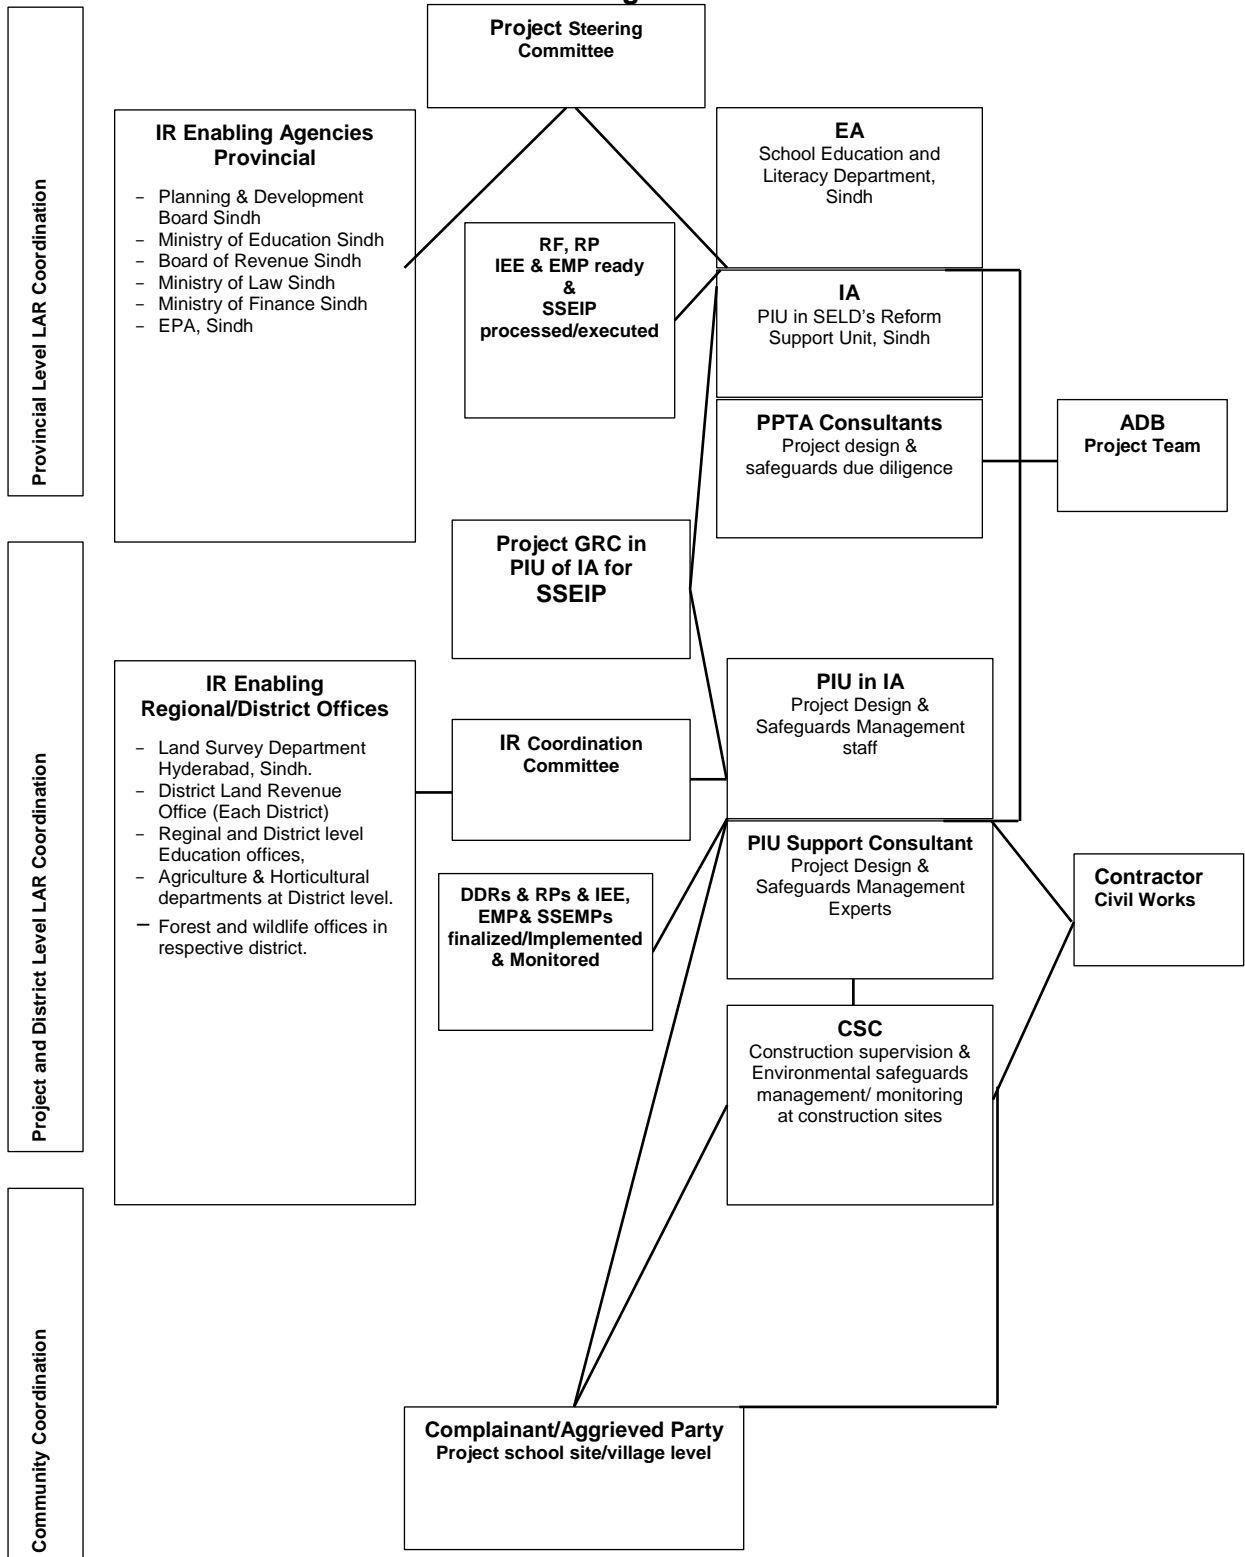 Project Steering
Committee
Provincial Level LAR Coordination
IR Enabling Agencies
Provincial
– Planning & Development
Board Sindh
– Ministry of Education Sindh
– Board of Revenue Sindh
– Ministry of Law Sindh
– Ministry of Finance Sindh
– EPA, Sindh
RF, RP
IEE & EMP ready
&
SSEIP
processed/executed
EA
School Education and
Literacy Department,
Sindh
IA
PIU in SELD's Reform
Support Unit, Sindh
PPTA Consultants
Project design &
safeguards due diligence
ADB
Project Team
Project GRC in
PIU of IA for
SSEIP
Project and District Level LAR Coordination
IR Enabling
Regional/District Offices
– Land Survey Department
Hyderabad, Sindh.
– District Land Revenue
Office (Each District)
– Reginal and District level
Education offices,
– Agriculture & Horticultural
departments at District level.
– Forest and wildlife offices in
respective district.
IR Coordination
Committee
DDRs & RPs & IEE,
EMP& SSEMPs
finalized/Implemented
& Monitored
PIU in IA
Project Design &
Safeguards Management
staff
PIU Support Consultant
Project Design &
Safeguards Management
Experts
Contractor
Civil Works
CSC
Construction supervision &
Environmental safeguards
management/ monitoring
at construction sites
Community Coordination
Complainant/Aggrieved Party
Project school site/village level